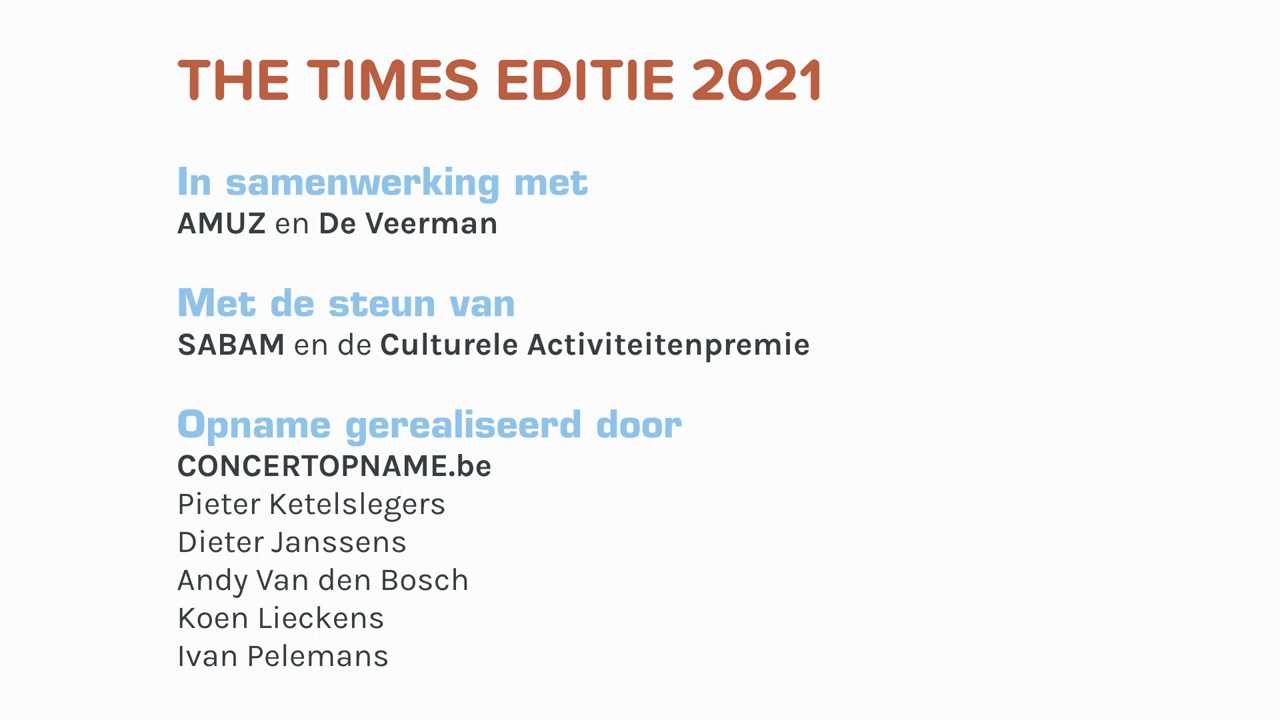 THE TIMES EDITIE 2021
In samenwerking met
AMUZ en De Veerman
Met de steun van
SABAM en de Culturele Activiteitenpremie
Opname gerealiseerd door
CONCERTOPNAME.be
Pieter Ketelslegers
Dieter Janssens
Andy Van den Bosch
Koen Lieckens
Ivan Pelemans